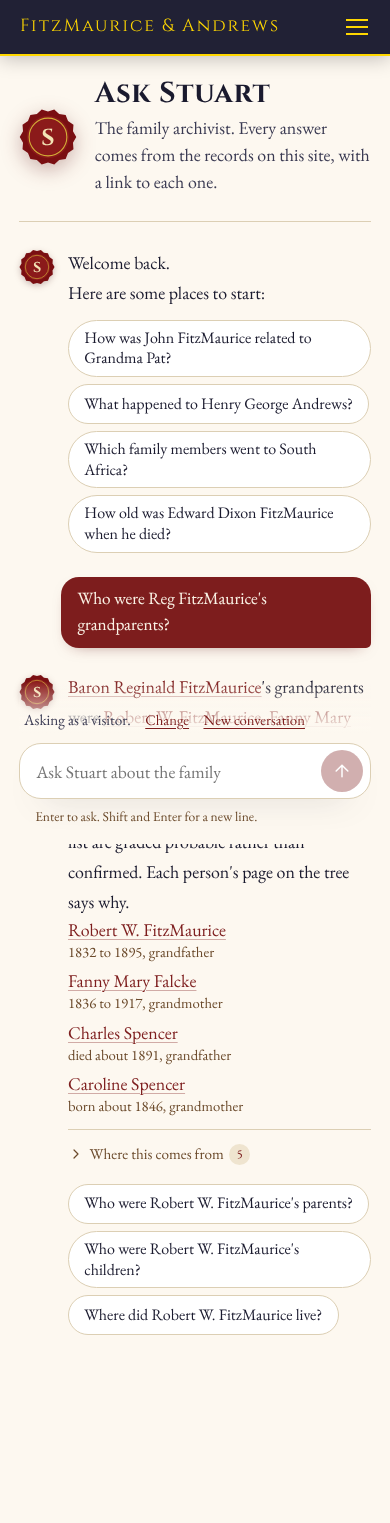 FitzMaurice & Andrews
S
Ask Stuart
The family archivist. Every answer
comes from the records on this site, with
a link to each one.
S
Welcome back.
Here are some places to start:
How was John FitzMaurice related to
Grandma Pat?
What happened to Henry George Andrews?
Which family members went to South
Africa?
How old was Edward Dixon FitzMaurice
when he died?
Who were Reg FitzMaurice's
grandparents?
S
Baron Reginald FitzMaurice's grandparents
were Robert W. FitzMaurice, Fanny Mary
Asking as a visitor. Change New conversation
Ask Stuart about the family
Enter to ask. Shift and Enter for a new line.
list are graded probable rather than
confirmed. Each person's page on the tree
says why.
Robert W. FitzMaurice
1832 to 1895, grandfather
Fanny Mary Falcke
1836 to 1917, grandmother
Charles Spencer
died about 1891, grandfather
Caroline Spencer
born about 1846, grandmother
Where this comes from 5
Who were Robert W. FitzMaurice's parents?
Who were Robert W. FitzMaurice's
children?
Where did Robert W. FitzMaurice live?